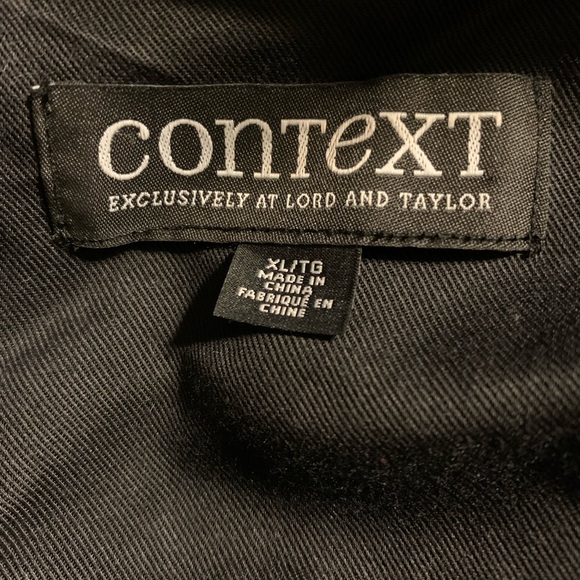 conTeXT
EXCLUSIVELY AT LORD AND TAYLOR
XL/TG
MADE IN
CHINA
FABRIQUÉ EN
CHINE